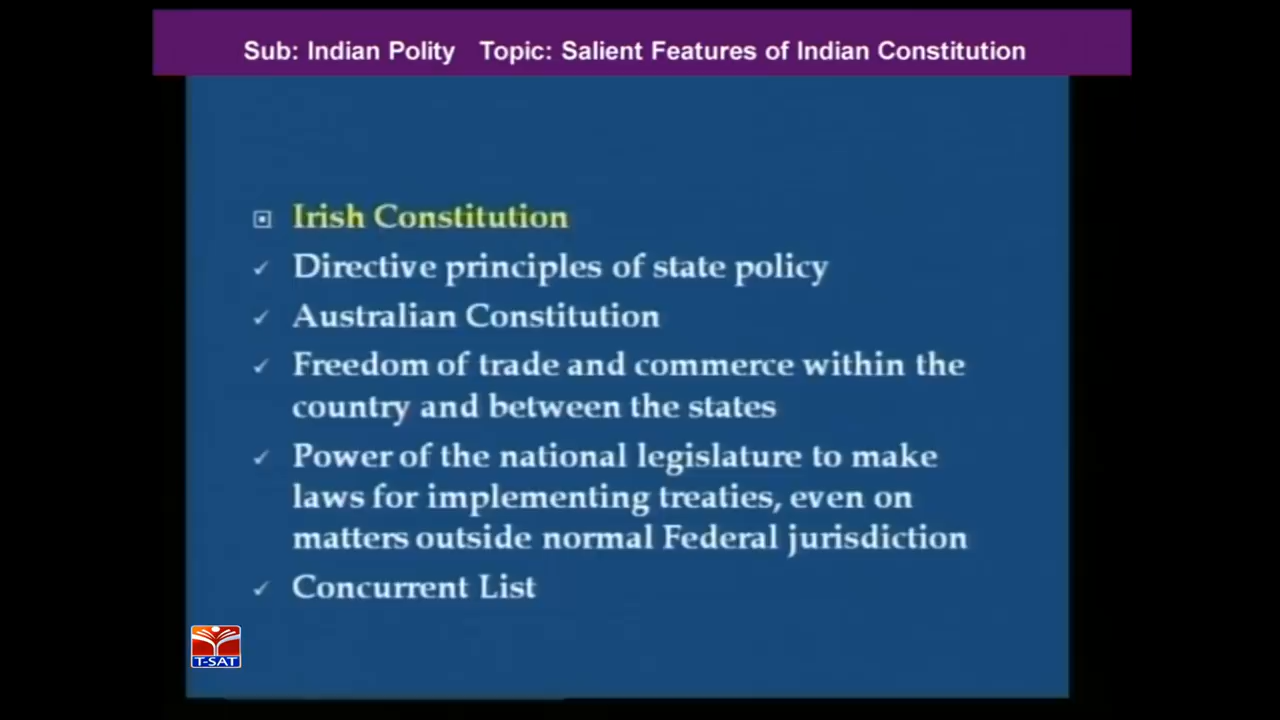 Sub: Indian Polity Topic: Salient Features of Indian Constitution
Irish Constitution
✓ Directive principles of state policy
✓ Australian Constitution
✓ Freedom of trade and commerce within the
country and between the states
✓ Power of the national legislature to make
laws for implementing treaties, even on
matters outside normal Federal jurisdiction
✓ Concurrent List
T-SAT